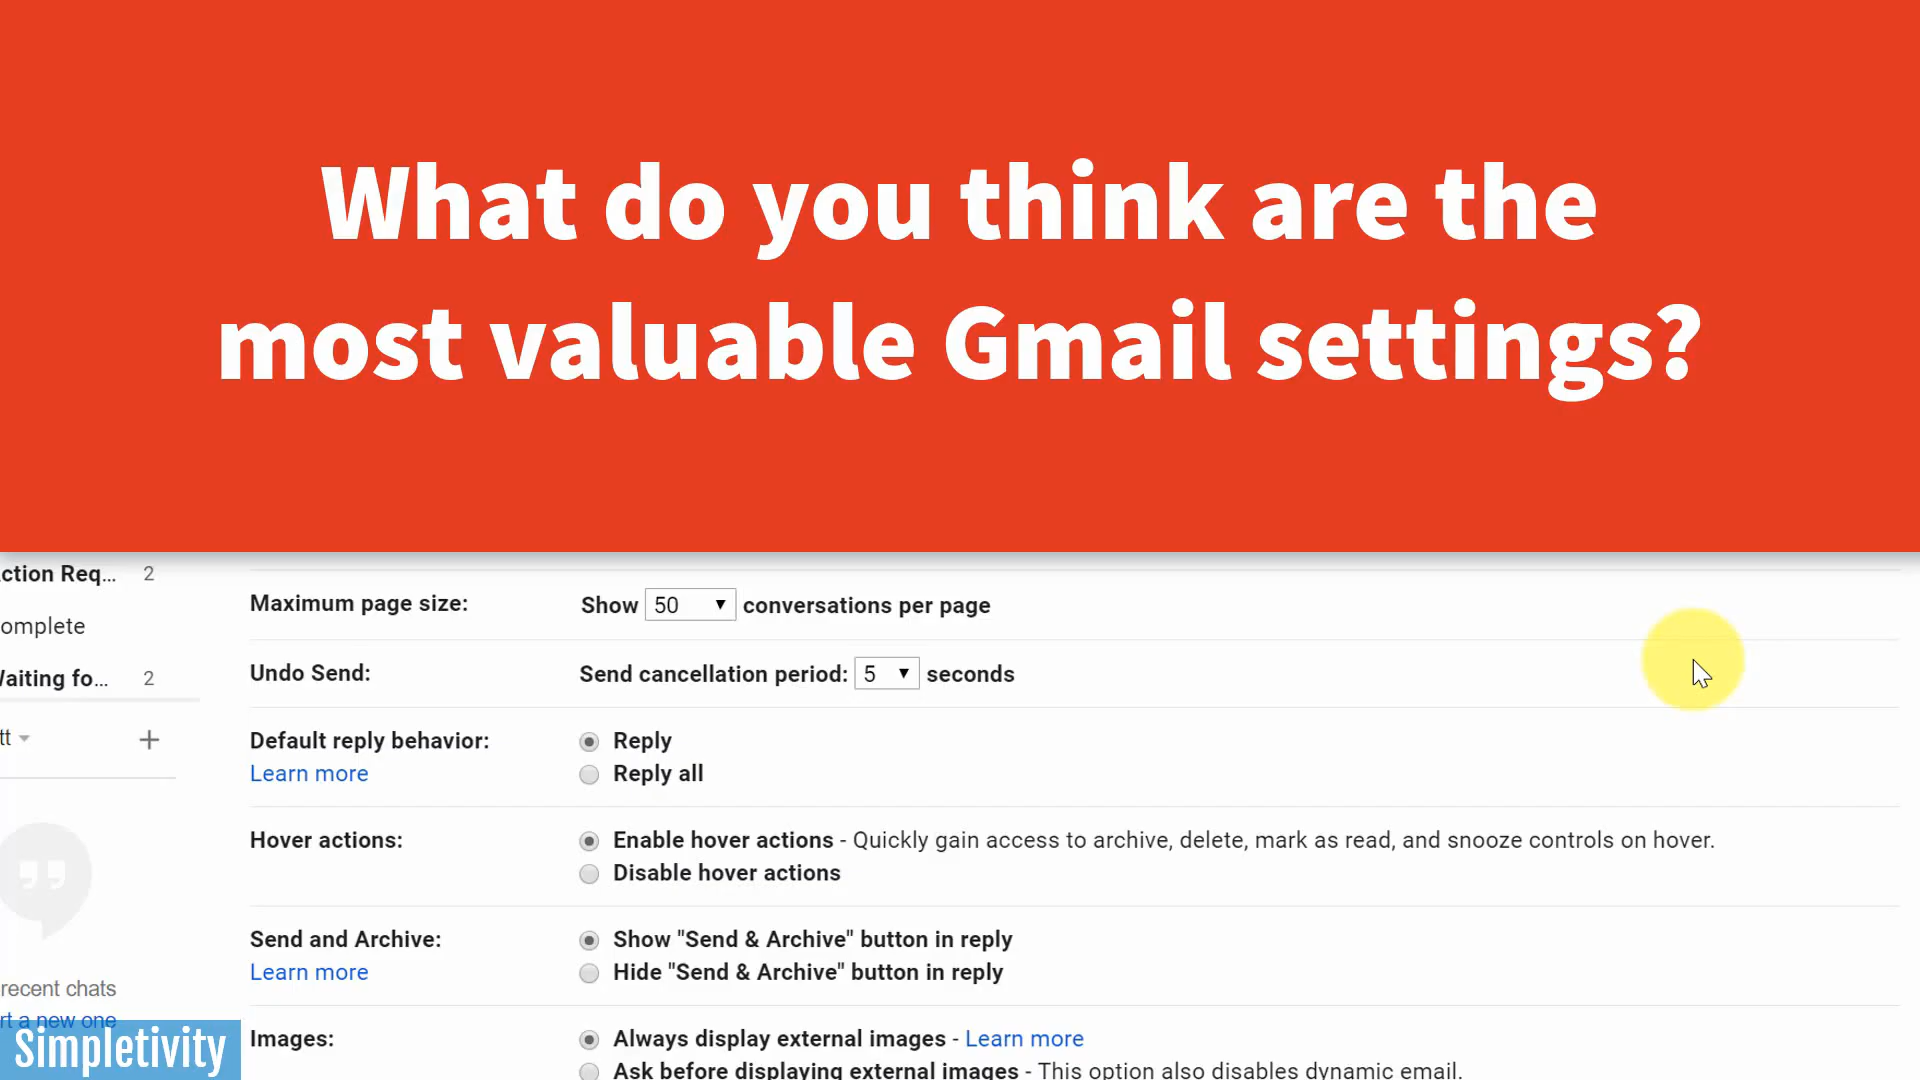 What do you think are the
most valuable Gmail settings?
ction Req... 2
omplete
aiting fo... 2
tt
recent chats
rt a new one
Simpletivity
Maximum page size: Show 50 conversations per page
Undo Send: Send cancellation period: 5 seconds
Default reply behavior: Reply
Learn more Reply all
Hover actions: Enable hover actions - Quickly gain access to archive, delete, mark as read, and snooze controls on hover.
Disable hover actions
Send and Archive: Show "Send & Archive" button in reply
Learn more Hide "Send & Archive" button in reply
Images: Always display external images - Learn more
Ask before displaying external images - This option also disables dynamic email.